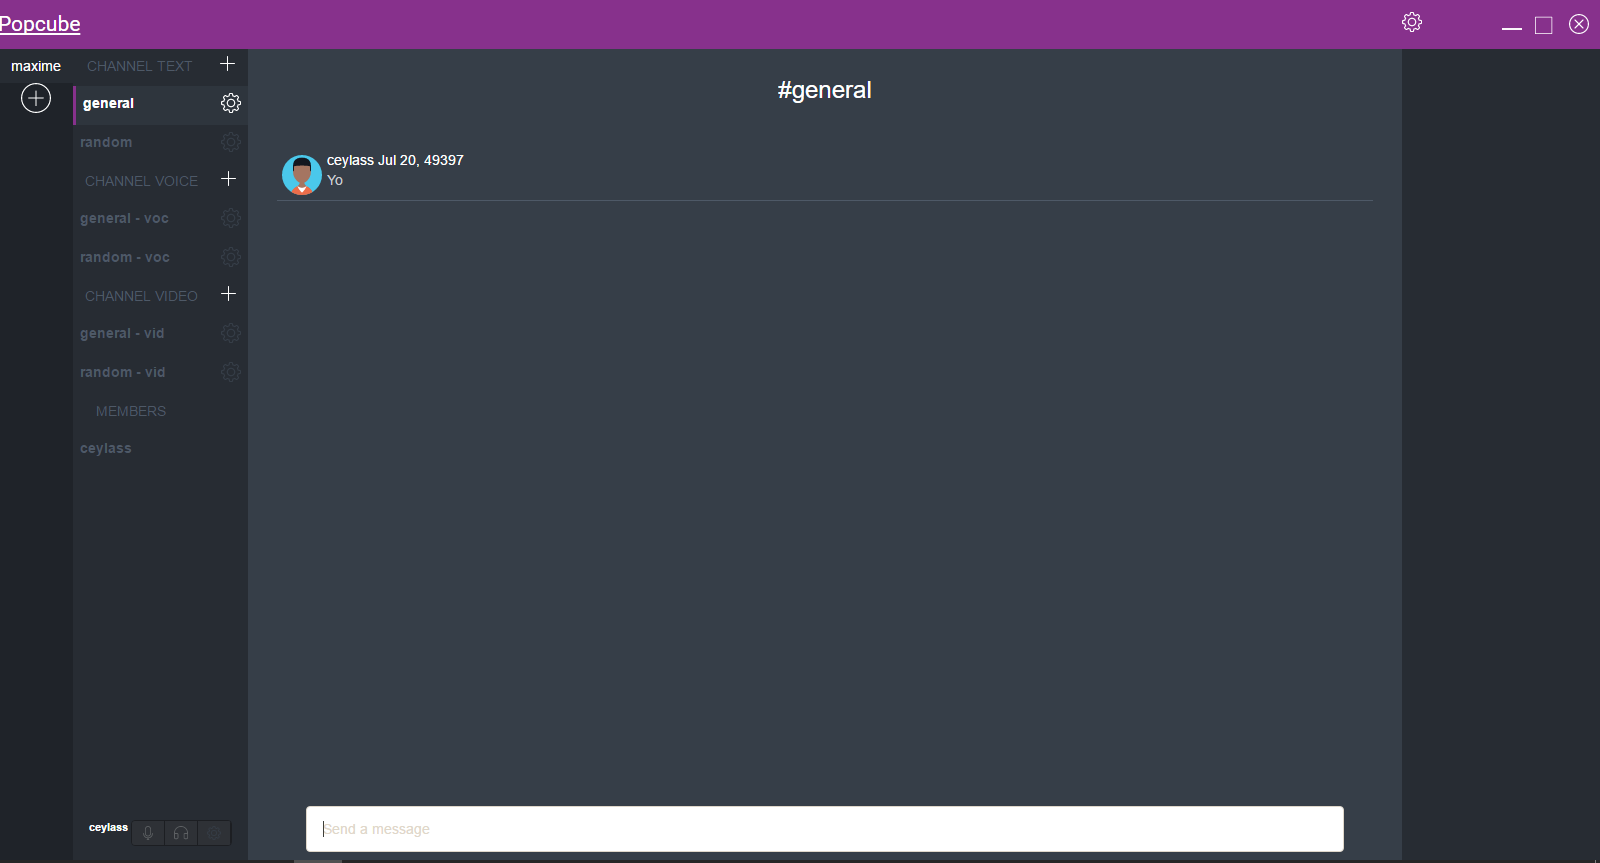 Popcube
maxime
CHANNEL TEXT
general
random
CHANNEL VOICE
general - voc
random - voc
CHANNEL VIDEO
general - vid
random - vid
MEMBERS
ceylass
ceylass
#general
ceylass Jul 20, 49397
Yo
Send a message